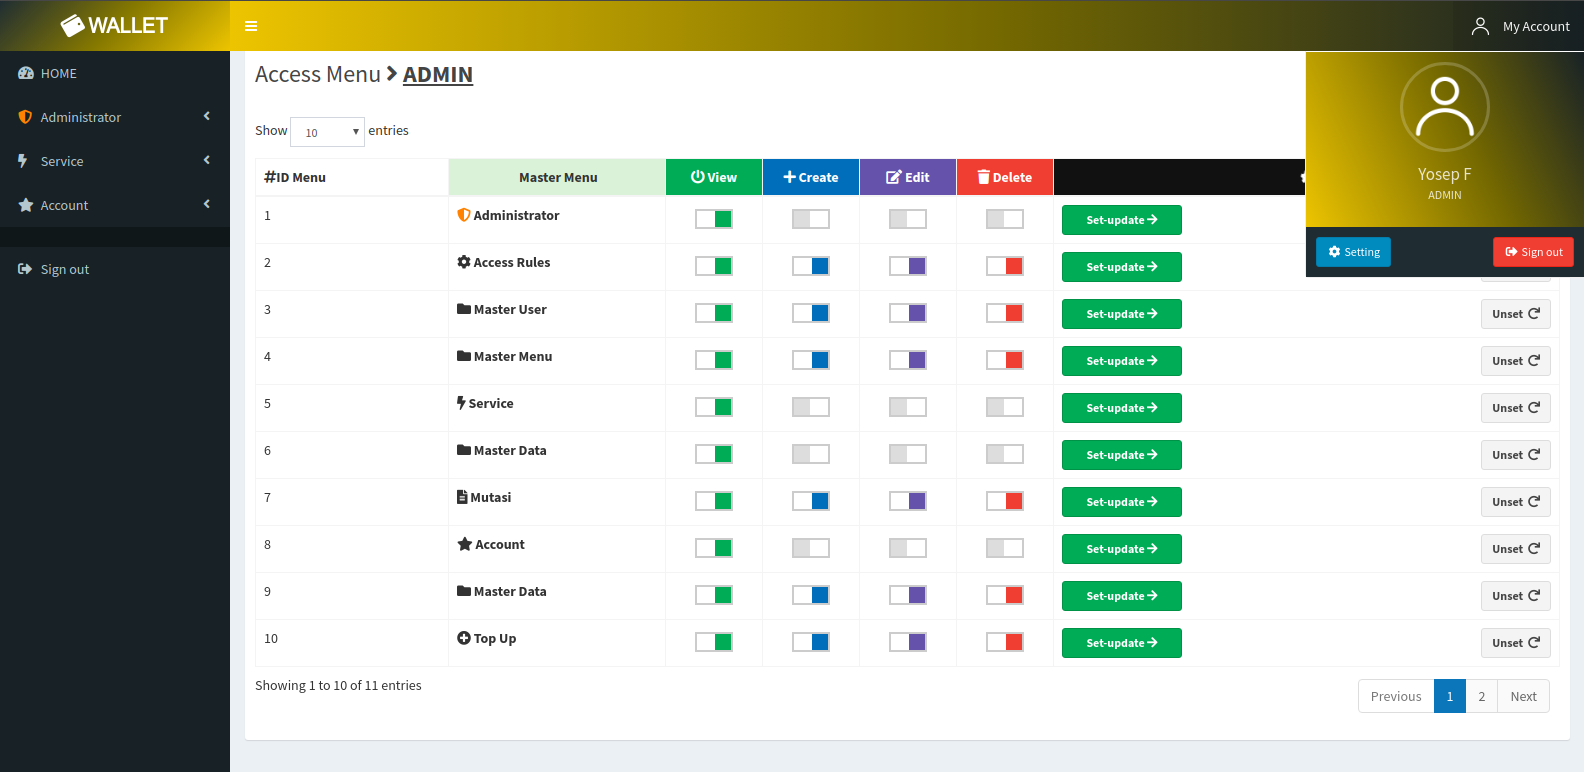 WALLET
My Account
HOME
Administrator
Service
Account
Sign out
Access Menu ADMIN
Yosep F
ADMIN
Setting Sign out
Show 10 entries
#ID Menu Master Menu View Create Edit Delete
1 Administrator Set-update
2 Access Rules Set-update
3 Master User Set-update Unset
4 Master Menu Set-update Unset
5 Service Set-update Unset
6 Master Data Set-update Unset
7 Mutasi Set-update Unset
8 Account Set-update Unset
9 Master Data Set-update Unset
10 Top Up Set-update Unset
Showing 1 to 10 of 11 entries
Previous 1 2 Next